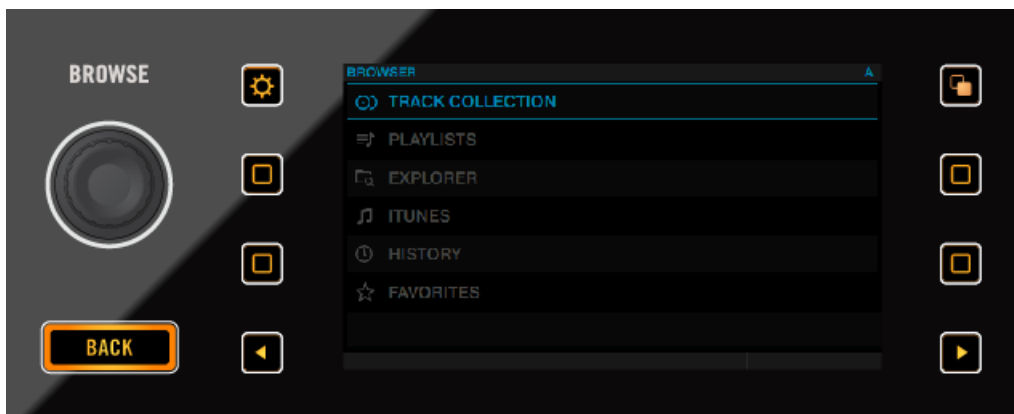 BROWSE
BROWSER A
TRACK COLLECTION
PLAYLISTS
EXPLORER
ITUNES
HISTORY
FAVORITES
BACK